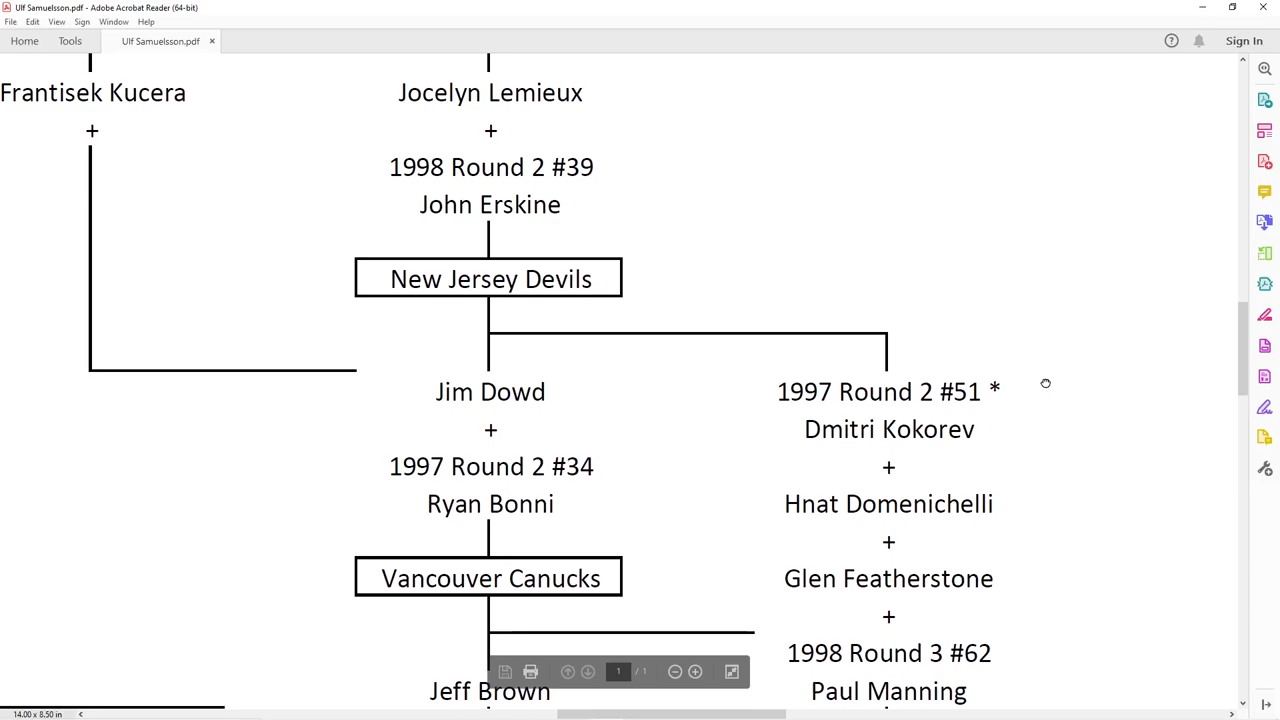 Ulf Samuelsson.pdf - Adobe Acrobat Reader (64-bit)
File Edit View Sign Window Help
Home Tools Ulf Samuelsson.pdf × Sign In
Frantisek Kucera
+
Jocelyn Lemieux
+
1998 Round 2 #39
John Erskine
New Jersey Devils
Jim Dowd
+
1997 Round 2 #34
Ryan Bonni
Vancouver Canucks
Jeff Brown
1997 Round 2 #51 *
Dmitri Kokorev
+
Hnat Domenichelli
+
Glen Featherstone
+
1998 Round 3 #62
Paul Manning
1 / 1
14.00 x 8.50 in